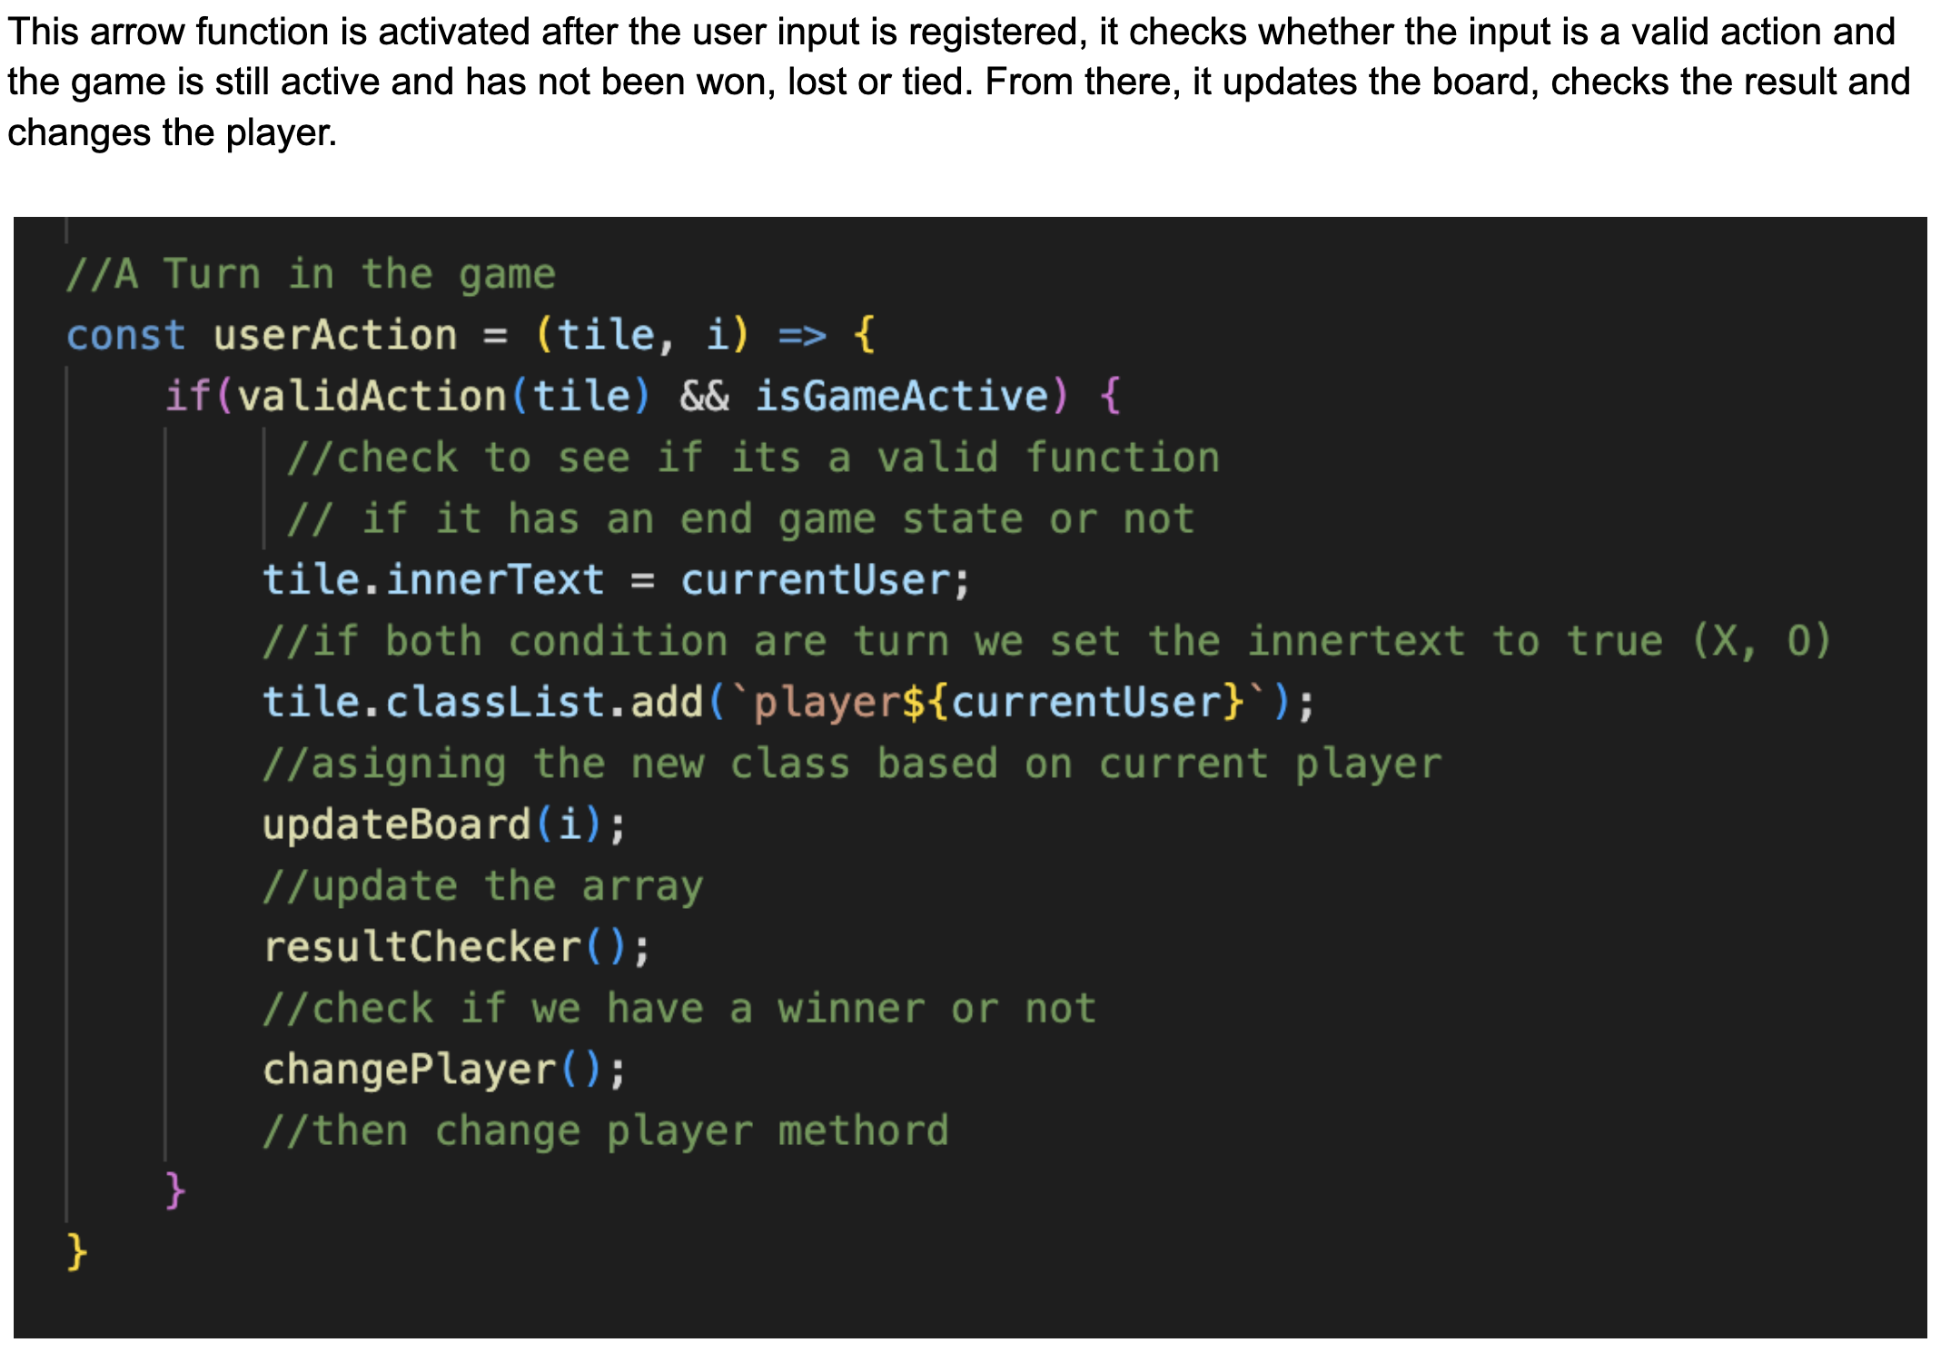 This arrow function is activated after the user input is registered, it checks whether the input is a valid action and
the game is still active and has not been won, lost or tied. From there, it updates the board, checks the result and
changes the player.
//A Turn in the game
const userAction = (tile, i) => {
if(validAction(tile) && isGameActive) {
//check to see if its a valid function
// if it has an end game state or not
tile.innerText = currentUser;
//if both condition are turn we set the innertext to true (X, O)
tile.classList.add(`player${currentUser}`);
//asigning the new class based on current player
updateBoard(i);
//update the array
resultChecker();
//check if we have a winner or not
changePlayer();
//then change player methord
}
}